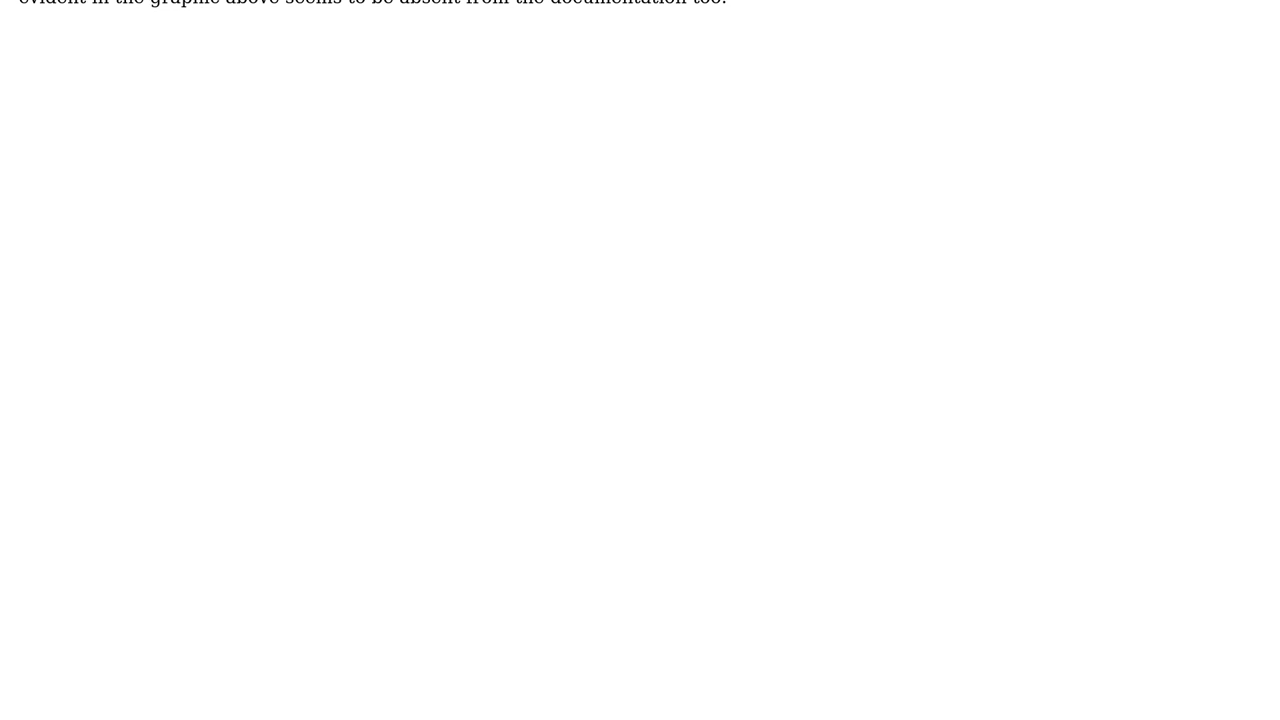 evident in the graphic above seems to be absent from the documentation too.